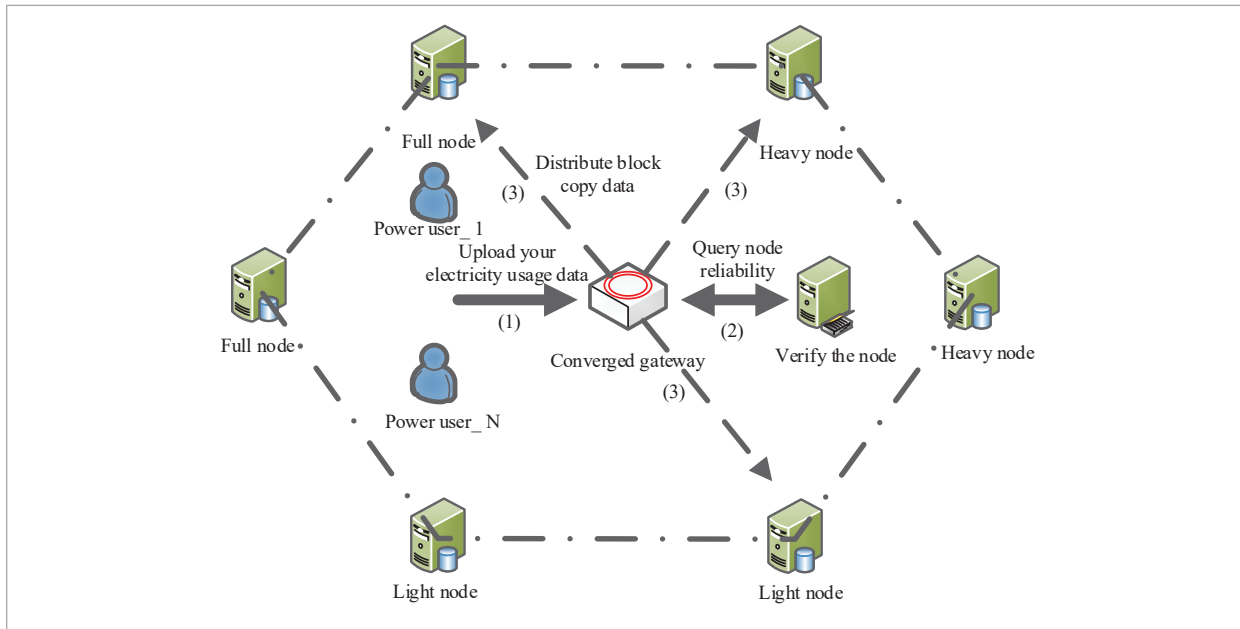 Full node
Heavy node
Distribute block
copy data
(3)
(3)
Power user_ 1
Upload your
electricity usage data
Query node
reliability
(1)
(2)
Full node
Converged gateway
Verify the node
Heavy node
(3)
Power user_ N
Light node
Light node